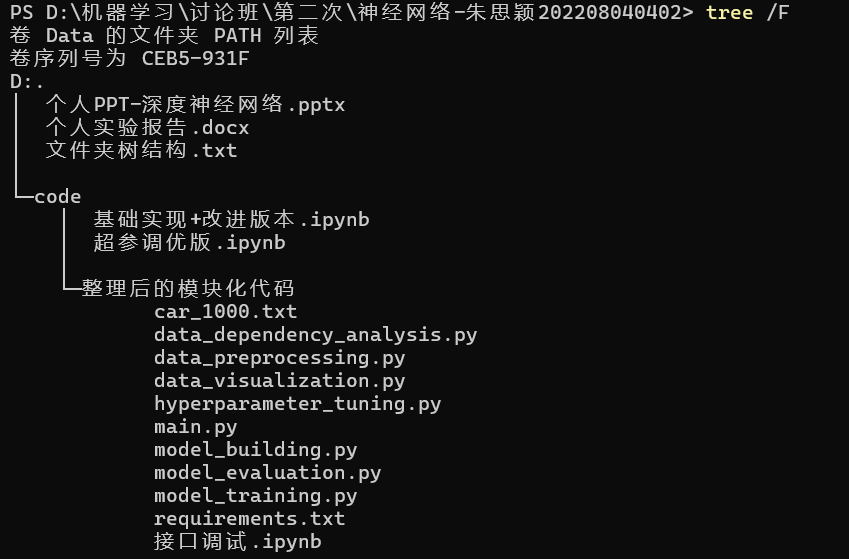 PS D:\机器学习\讨论班\第二次\神经网络-朱思颖202208040402> tree /F
卷 Data 的文件夹 PATH 列表
卷序列号为 CEB5-931F
D:.
│  个人PPT-深度神经网络.pptx
│  个人实验报告.docx
│  文件夹树结构.txt
│
└─code
    │  基础实现+改进版本.ipynb
    │  超参调优版.ipynb
    │
    └─整理后的模块化代码
            car_1000.txt
            data_dependency_analysis.py
            data_preprocessing.py
            data_visualization.py
            hyperparameter_tuning.py
            main.py
            model_building.py
            model_evaluation.py
            model_training.py
            requirements.txt
            接口调试.ipynb